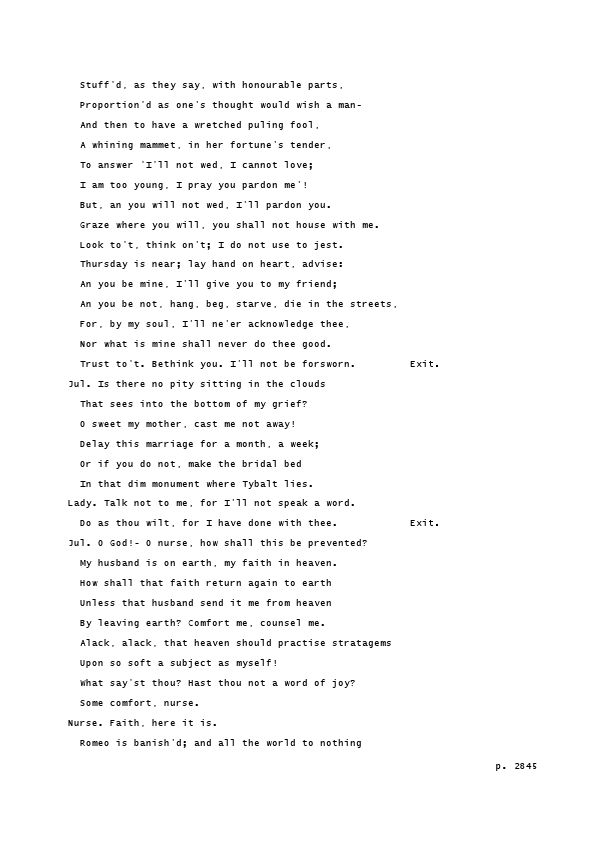 Stuff'd, as they say, with honourable parts,
Proportion'd as one's thought would wish a man-
And then to have a wretched puling fool,
A whining mammet, in her fortune's tender,
To answer 'I'll not wed, I cannot love;
I am too young, I pray you pardon me'!
But, an you will not wed, I'll pardon you.
Graze where you will, you shall not house with me.
Look to't, think on't; I do not use to jest.
Thursday is near; lay hand on heart, advise:
An you be mine, I'll give you to my friend;
An you be not, hang, beg, starve, die in the streets,
For, by my soul, I'll ne'er acknowledge thee,
Nor what is mine shall never do thee good.
Trust to't. Bethink you. I'll not be forsworn. Exit.
Jul. Is there no pity sitting in the clouds
That sees into the bottom of my grief?
O sweet my mother, cast me not away!
Delay this marriage for a month, a week;
Or if you do not, make the bridal bed
In that dim monument where Tybalt lies.
Lady. Talk not to me, for I'll not speak a word.
Do as thou wilt, for I have done with thee. Exit.
Jul. O God!- O nurse, how shall this be prevented?
My husband is on earth, my faith in heaven.
How shall that faith return again to earth
Unless that husband send it me from heaven
By leaving earth? Comfort me, counsel me.
Alack, alack, that heaven should practise stratagems
Upon so soft a subject as myself!
What say'st thou? Hast thou not a word of joy?
Some comfort, nurse.
Nurse. Faith, here it is.
Romeo is banish'd; and all the world to nothing
p. 2845